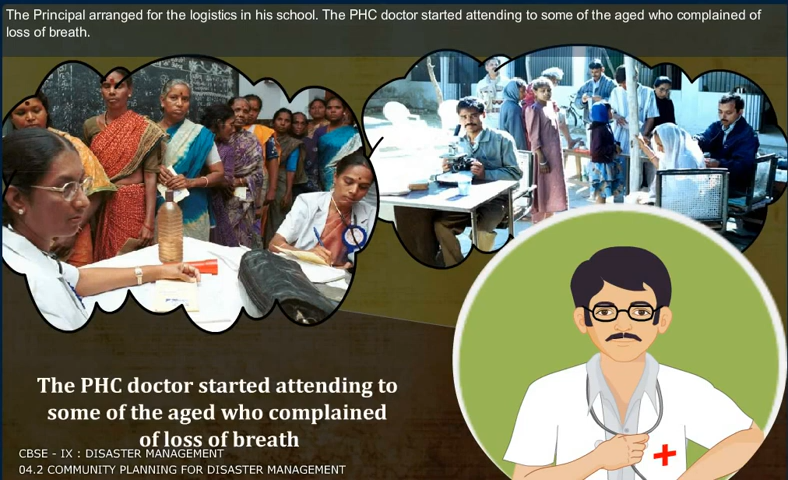 The Principal arranged for the logistics in his school. The PHC doctor started attending to some of the aged who complained of
loss of breath.
The PHC doctor started attending to
some of the aged who complained
of loss of breath
CBSE - IX : DISASTER MANAGEMENT
04.2 COMMUNITY PLANNING FOR DISASTER MANAGEMENT